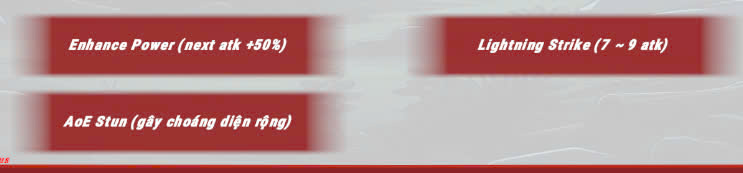 Enhance Power (next atk +50%)
Lightning Strike (7 ~ 9 atk)
AoE Stun (gây choáng diện rộng)